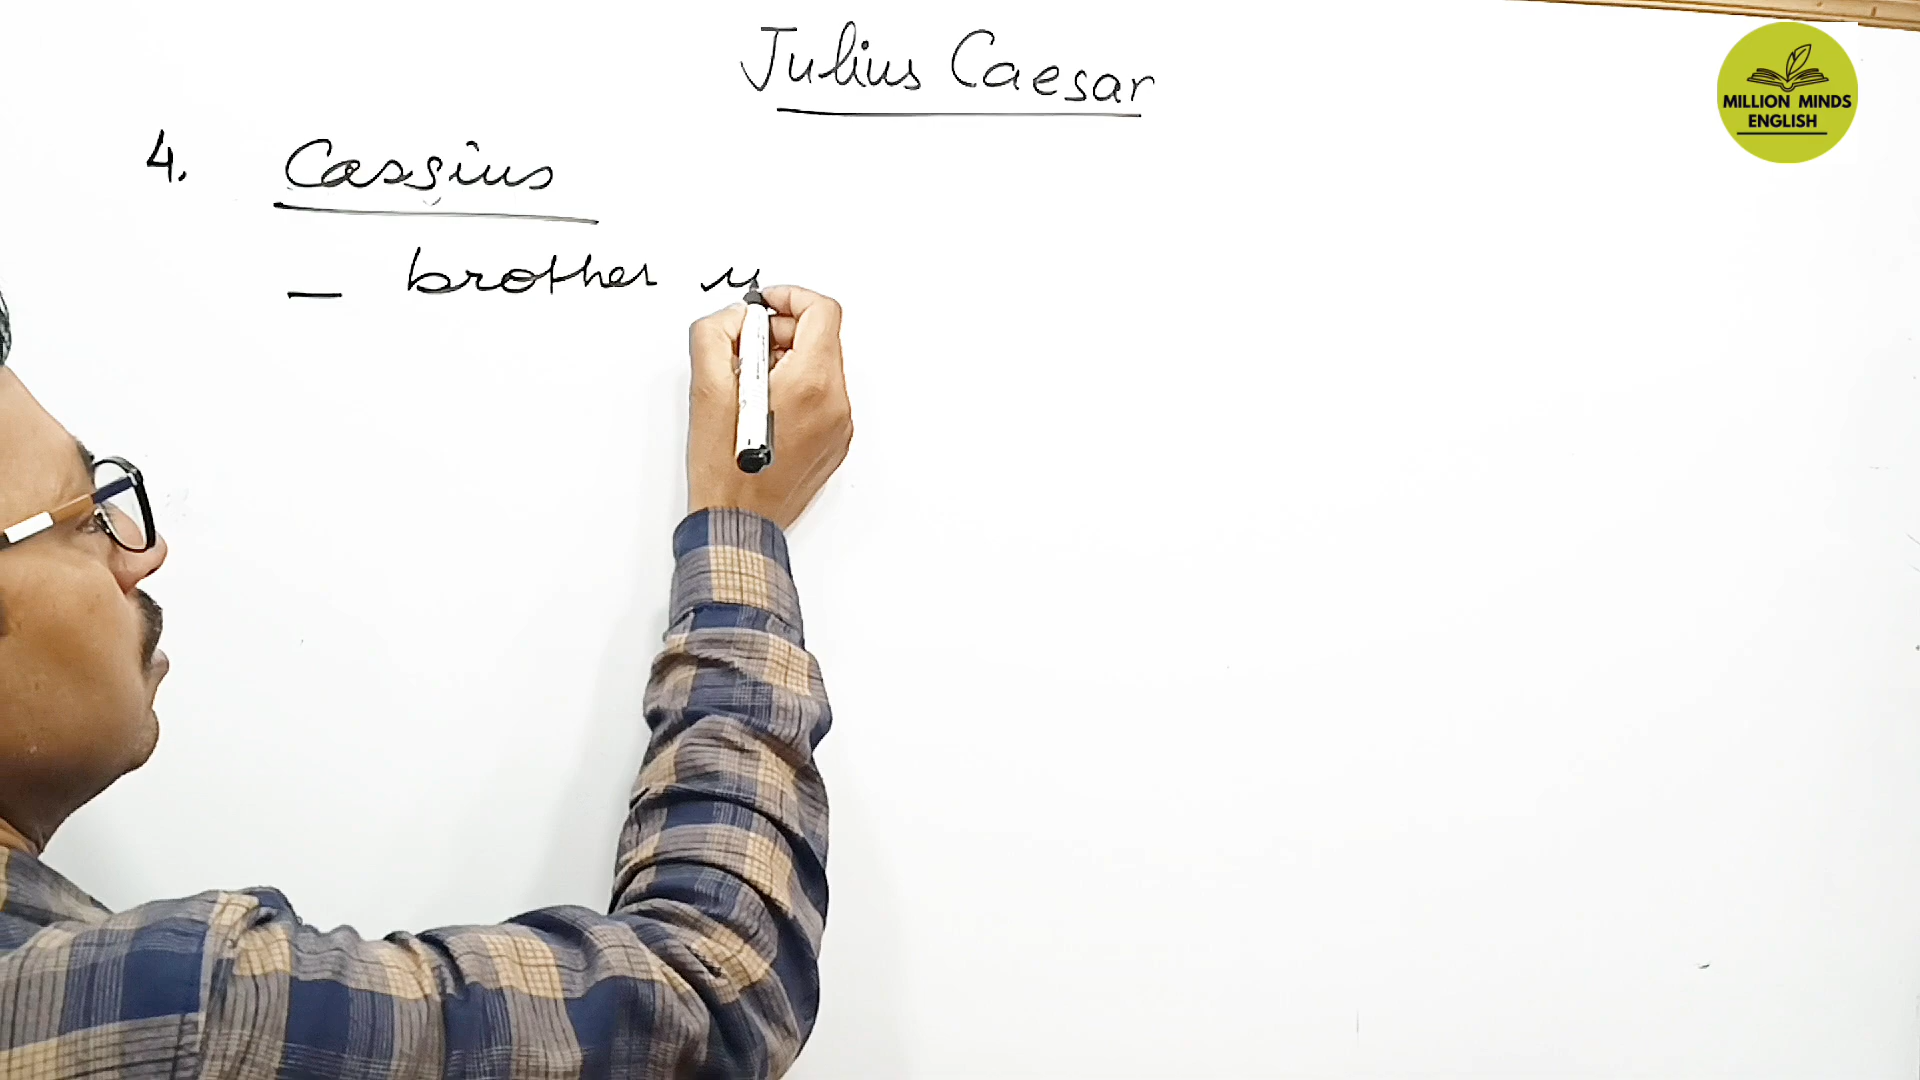 Julius Caesar
MILLION MINDS
ENGLISH
4. Cassius
– brother